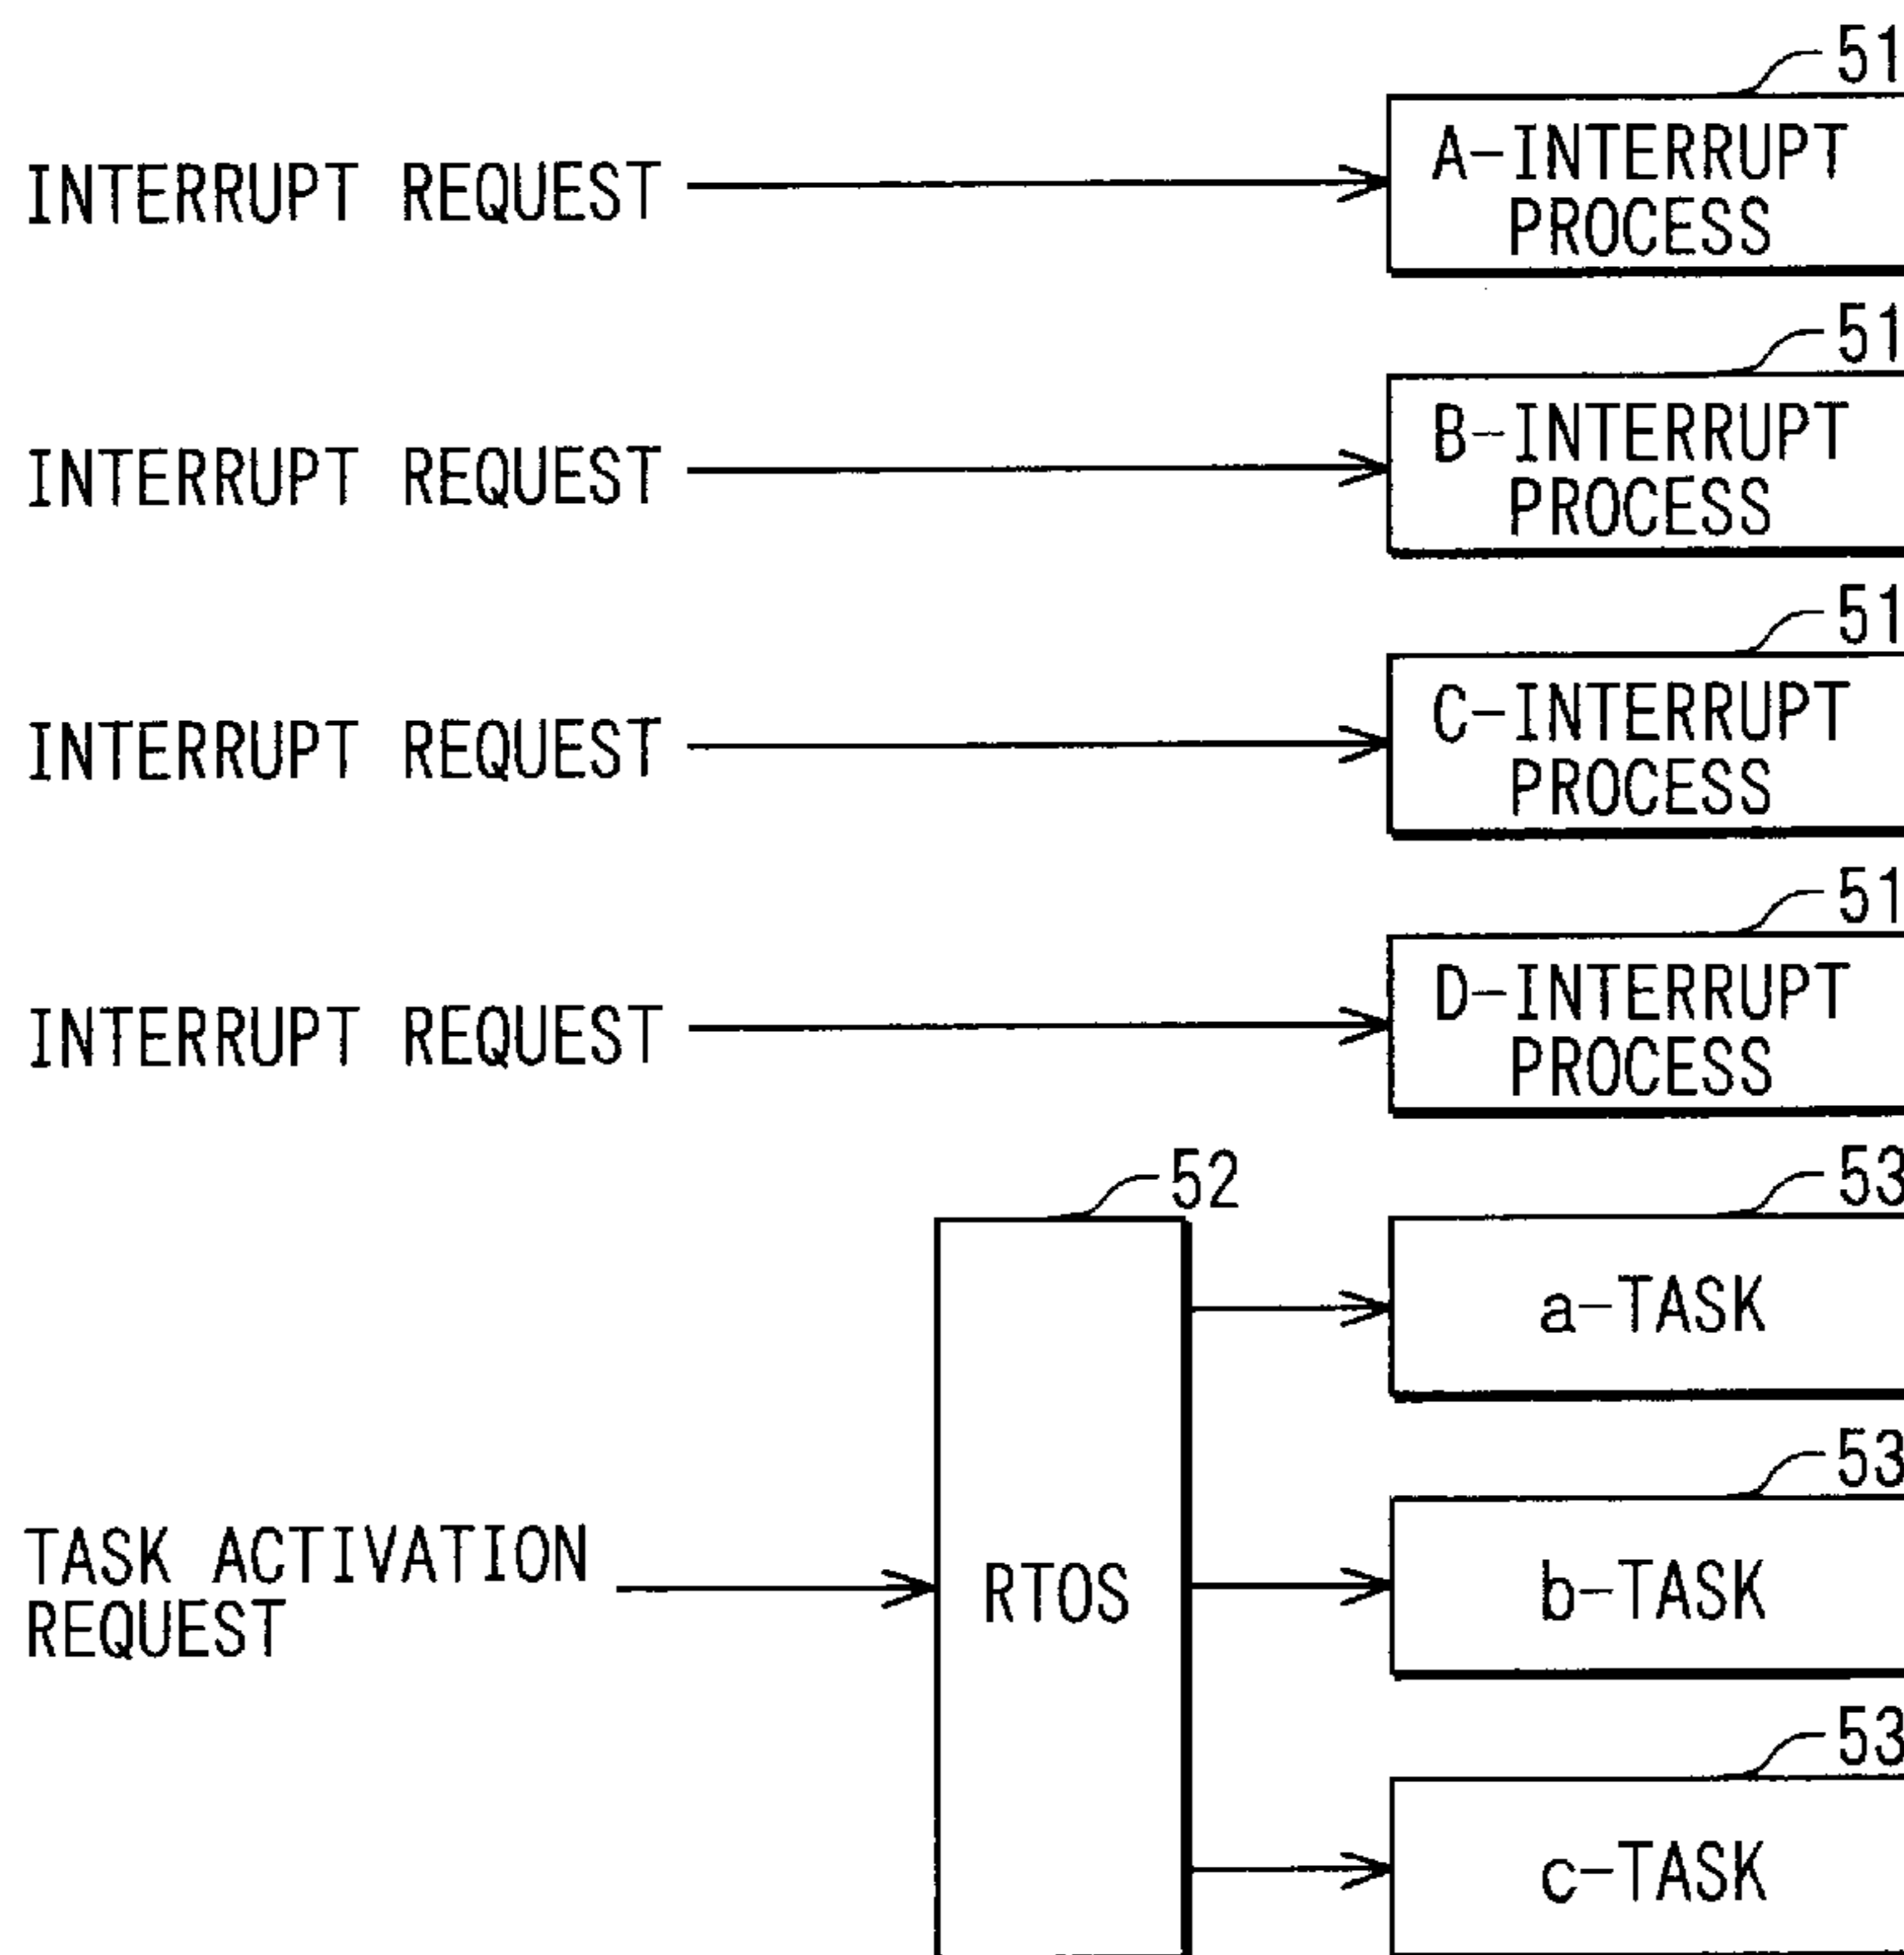 51
INTERRUPT REQUEST
A-INTERRUPT
PROCESS
51
INTERRUPT REQUEST
B-INTERRUPT
PROCESS
51
INTERRUPT REQUEST
C-INTERRUPT
PROCESS
51
INTERRUPT REQUEST
D-INTERRUPT
PROCESS
52
53
a-TASK
53
TASK ACTIVATION
REQUEST
RTOS
b-TASK
53
c-TASK